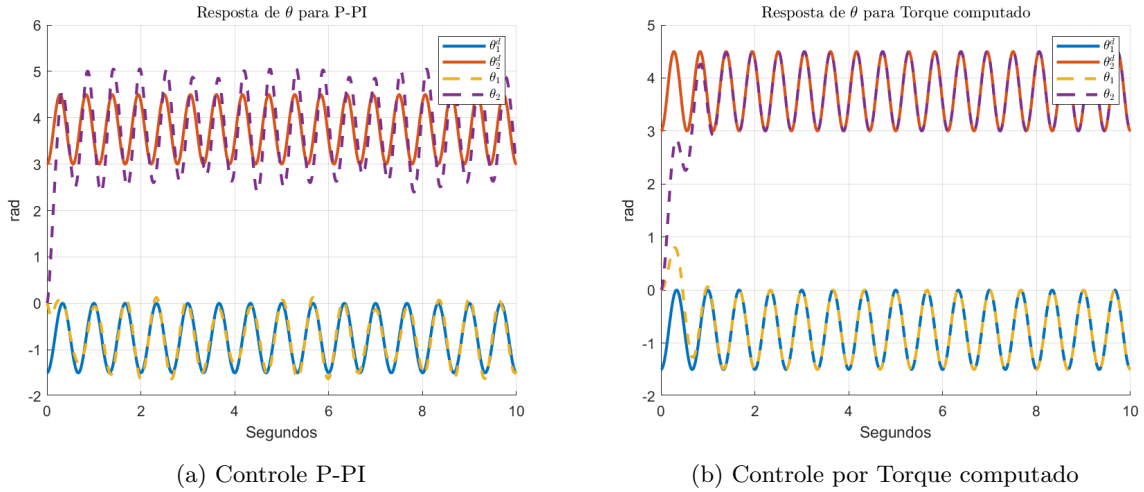 Resposta de θ para P-PI
6
5
4
3
2
1
0
-1
-2
rad
0 2 4 6 8 10
Segundos
θ₁ᵈ
θ₂ᵈ
θ₁
θ₂
(a) Controle P-PI
Resposta de θ para Torque computado
5
4
3
2
1
0
-1
-2
rad
0 2 4 6 8 10
Segundos
θ₁ᵈ
θ₂ᵈ
θ₁
θ₂
(b) Controle por Torque computado